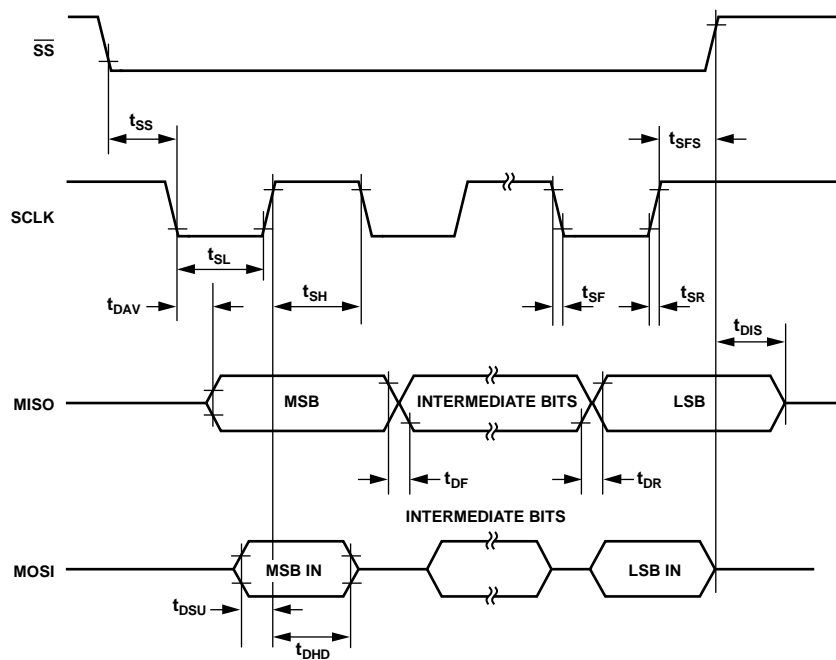 SS
tSS
tSFS
SCLK
tSL
tSH
tSF
tSR
tDAV
tDIS
MISO
MSB
INTERMEDIATE BITS
LSB
tDF
tDR
INTERMEDIATE BITS
MOSI
MSB IN
LSB IN
tDSU
tDHD